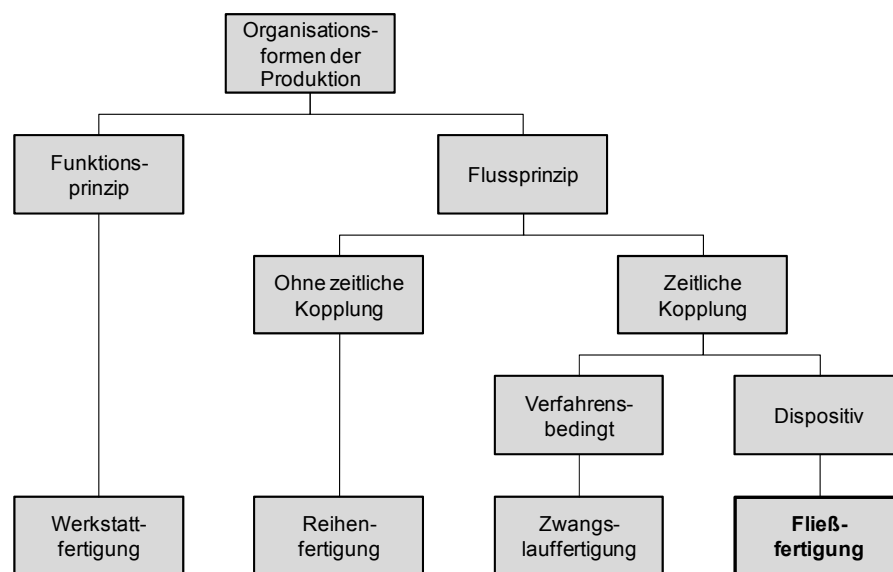 Organisations-
formen der
Produktion
Funktions-
prinzip
Flussprinzip
Ohne zeitliche
Kopplung
Zeitliche
Kopplung
Verfahrens-
bedingt
Dispositiv
Werkstatt-
fertigung
Reihen-
fertigung
Zwangs-
lauffertigung
Fließ-
fertigung